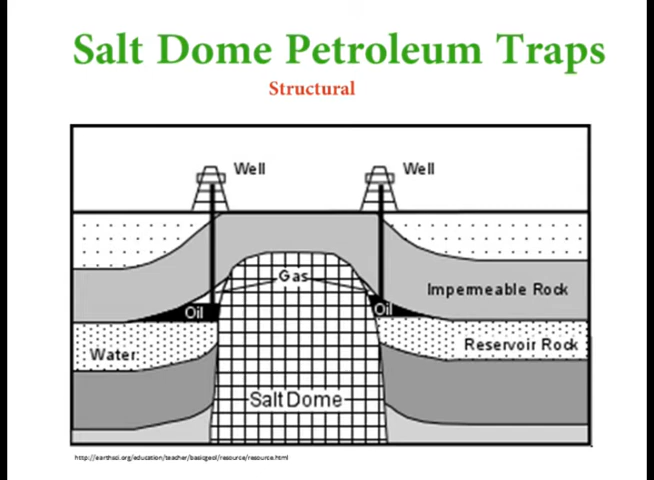 Salt Dome Petroleum Traps
Structural
Well
Well
Gas
Impermeable Rock
Oil
Oil
Reservoir Rock
Water
Salt Dome
http://earthsci.org/education/teacher/basicgeol/resource/resource.html